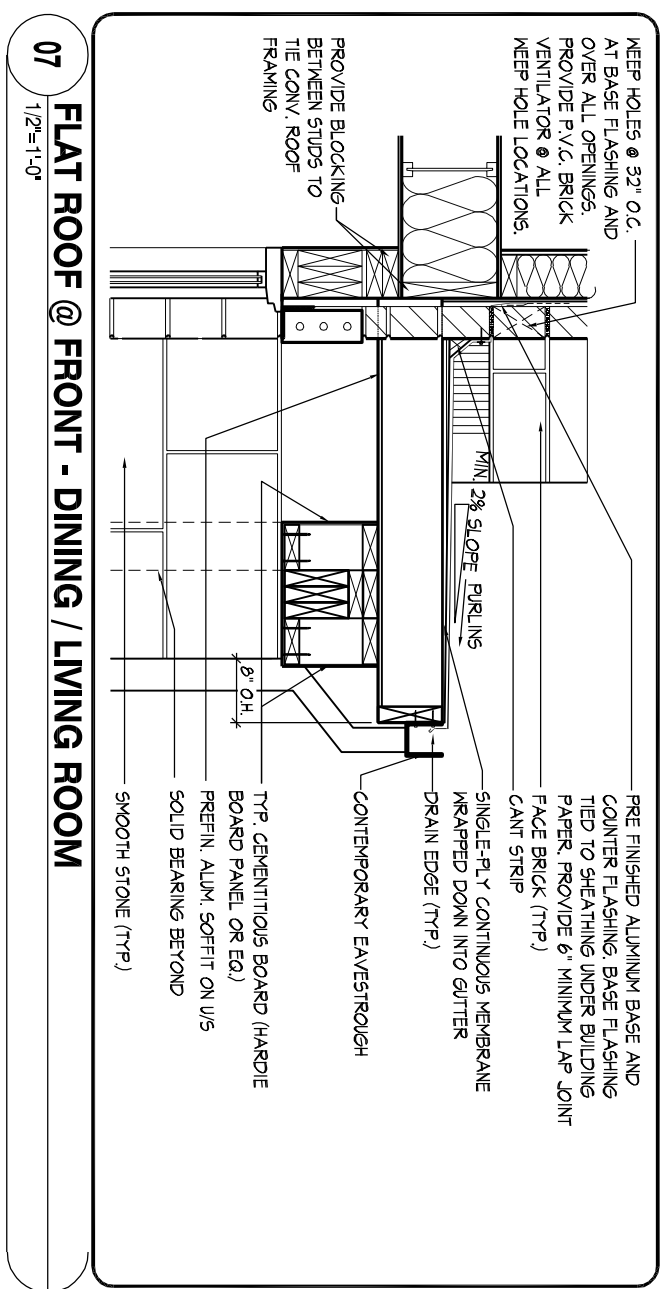 WEEP HOLES @ 32" O.C.
AT BASE FLASHING AND
OVER ALL OPENINGS.
PROVIDE P.V.C. BRICK
VENTILATOR @ ALL
WEEP HOLE LOCATIONS.
PROVIDE BLOCKING
BETWEEN STUDS TO
TIE CONV. ROOF
FRAMING
MIN. 2% SLOPE PURLINS
8" O.H.
PRE FINISHED ALUMINUM BASE AND
COUNTER FLASHING, BASE FLASHING
TIED TO SHEATHING UNDER BUILDING
PAPER. PROVIDE 6" MINIMUM LAP JOINT
FACE BRICK (TYP.)
CANT STRIP
SINGLE-PLY CONTINUOUS MEMBRANE
WRAPPED DOWN INTO GUTTER
DRAIN EDGE (TYP.)
CONTEMPORARY EAVESTROUGH
TYP. CEMENTITIOUS BOARD (HARDIE
BOARD PANEL OR EQ.)
PREFIN. ALUM. SOFFIT ON U/S
SOLID BEARING BEYOND
SMOOTH STONE (TYP.)
07
FLAT ROOF @ FRONT - DINING / LIVING ROOM
1/2"=1'-0"